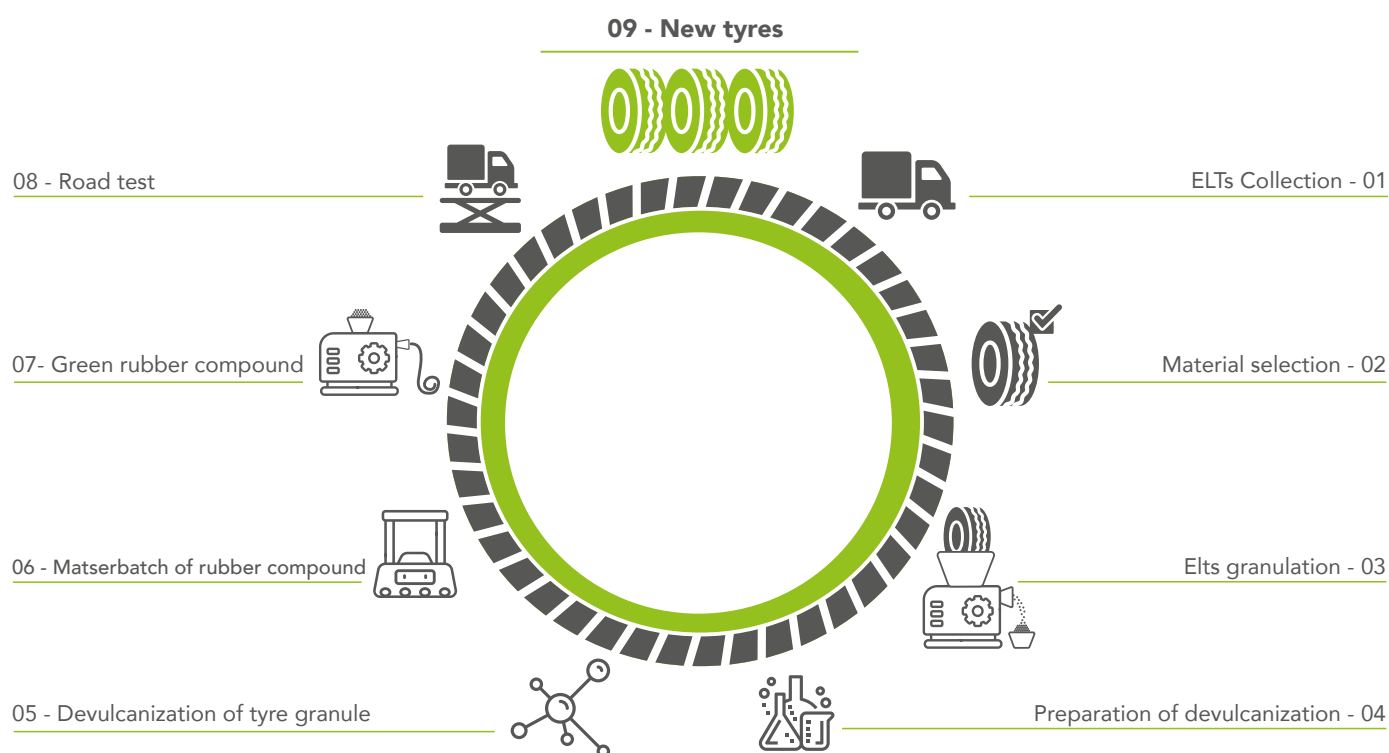 09 - New tyres
08 - Road test
ELTs Collection - 01
07- Green rubber compound
Material selection - 02
06 - Matserbatch of rubber compound
Elts granulation - 03
05 - Devulcanization of tyre granule
Preparation of devulcanization - 04